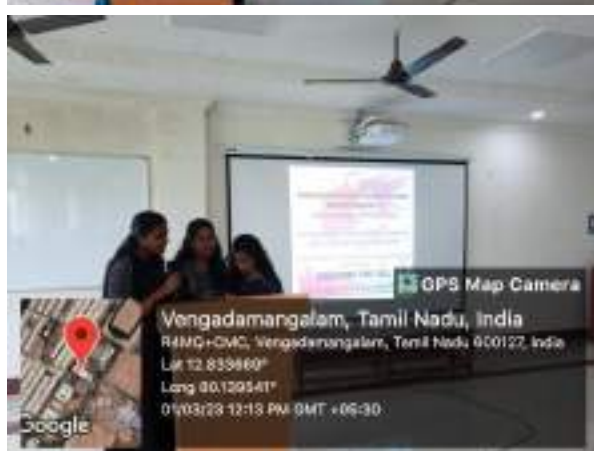 GPS Map Camera
Vengadamangalam, Tamil Nadu, India
R4MQ+CMC, Vengadamangalam, Tamil Nadu 600127, India
Lat 12.833660°
Long 80.139541°
01/03/23 12:13 PM GMT +05:30
Google